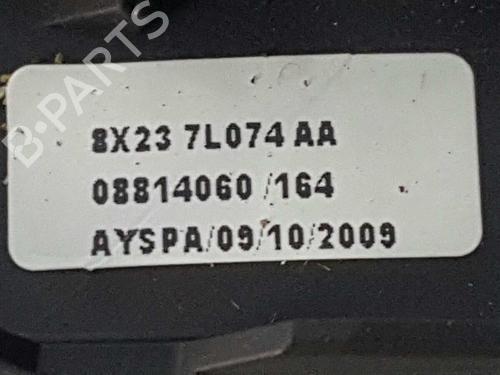 B-PARTS
8X23 7L074 AA
08814060 /164
AYSPA/09/10/2009